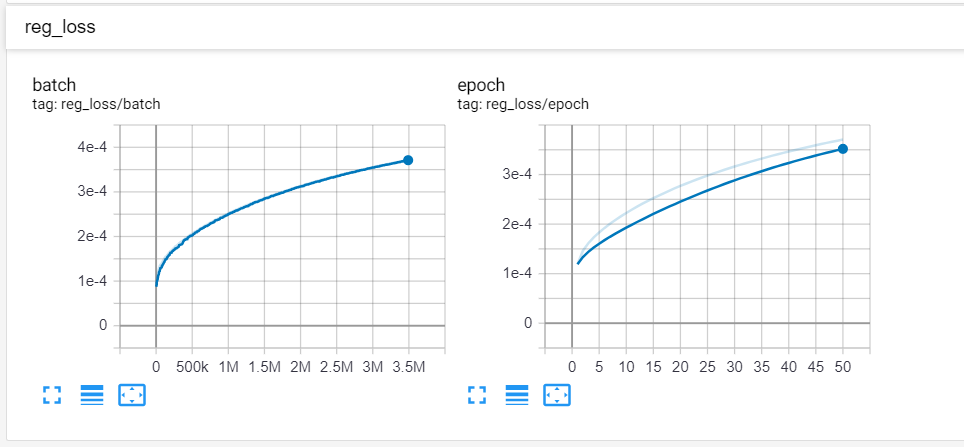 reg_loss
batch
tag: reg_loss/batch
4e-4
3e-4
2e-4
1e-4
0
0 500k 1M 1.5M 2M 2.5M 3M 3.5M
epoch
tag: reg_loss/epoch
3e-4
2e-4
1e-4
0
0 5 10 15 20 25 30 35 40 45 50